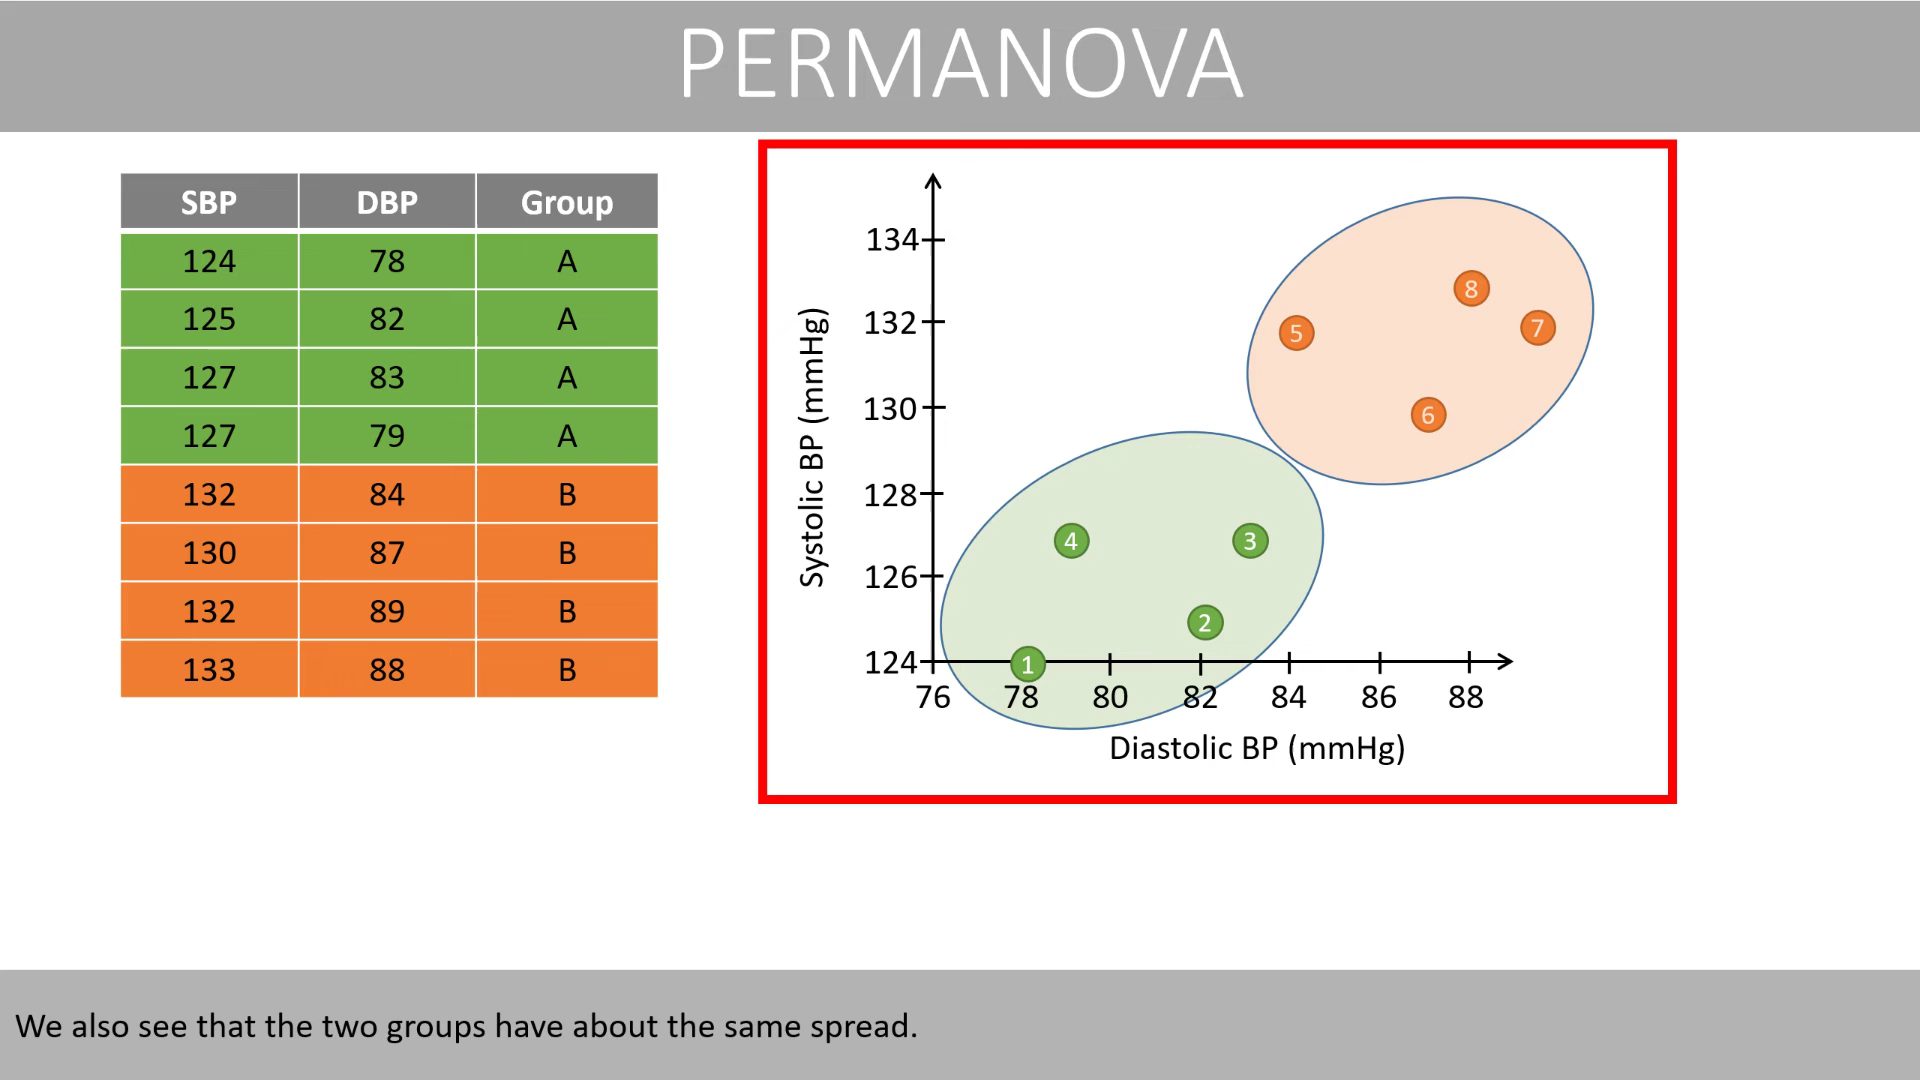 PERMANOVA
SBP DBP Group
124 78 A
125 82 A
127 83 A
127 79 A
132 84 B
130 87 B
132 89 B
133 88 B
Systolic BP (mmHg)
134
132
130
128
126
124
8
5
7
6
4
3
2
1
76 78 80 82 84 86 88
Diastolic BP (mmHg)
We also see that the two groups have about the same spread.